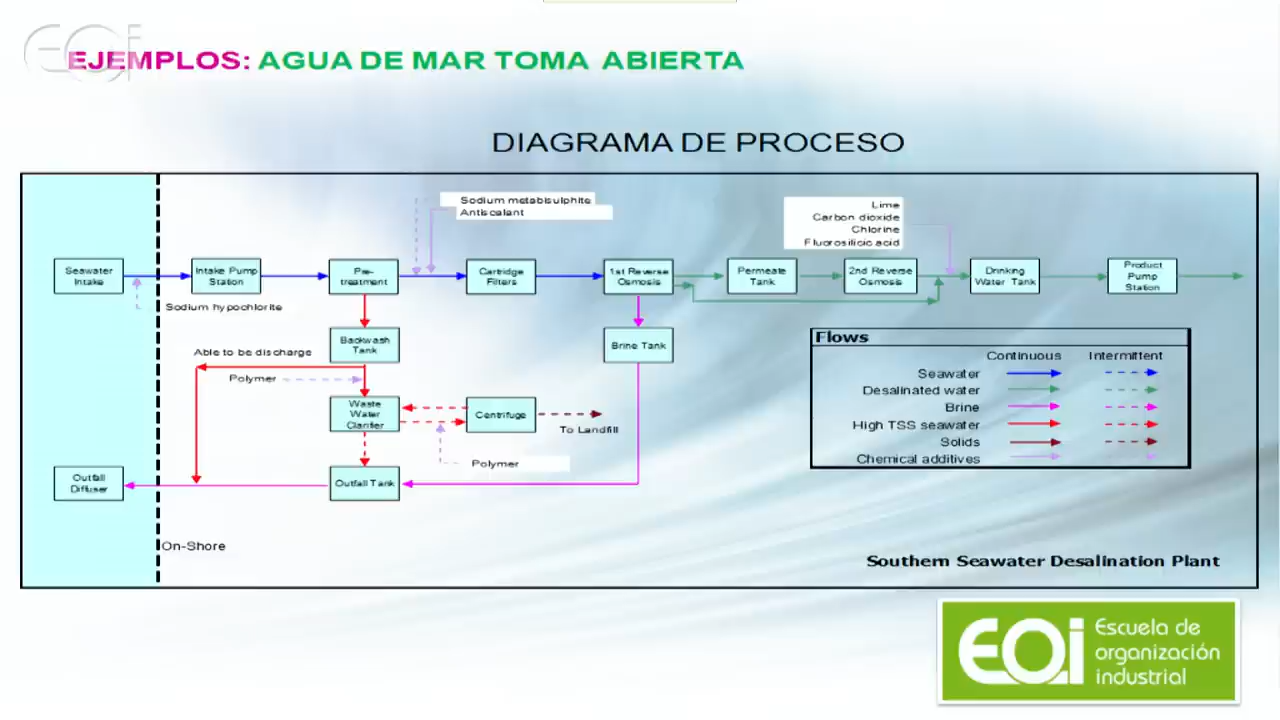 EOi
EJEMPLOS: AGUA DE MAR TOMA ABIERTA
DIAGRAMA DE PROCESO
Sodium metabisulphite
Antiscalant
Lime
Carbon dioxide
Chlorine
Fluorosilicic acid
Seawater
Intake
Intake Pump
Station
Pre-
treatment
Cartridge
Filters
1st Reverse
Osmosis
Permeate
Tank
2nd Reverse
Osmosis
Drinking
Water Tank
Product
Pump
Station
Sodium hypochlorite
Backwash
Tank
Brine Tank
Able to be discharge
Polymer
Waste
Water
Clarifier
Centrifuge
To Landfill
Polymer
Outfall
Diffuser
Outfall Tank
Flows
Continuous Intermittent
Seawater
Desalinated water
Brine
High TSS seawater
Solids
Chemical additives
On-Shore
Southern Seawater Desalination Plant
EOi
Escuela de
organización
industrial